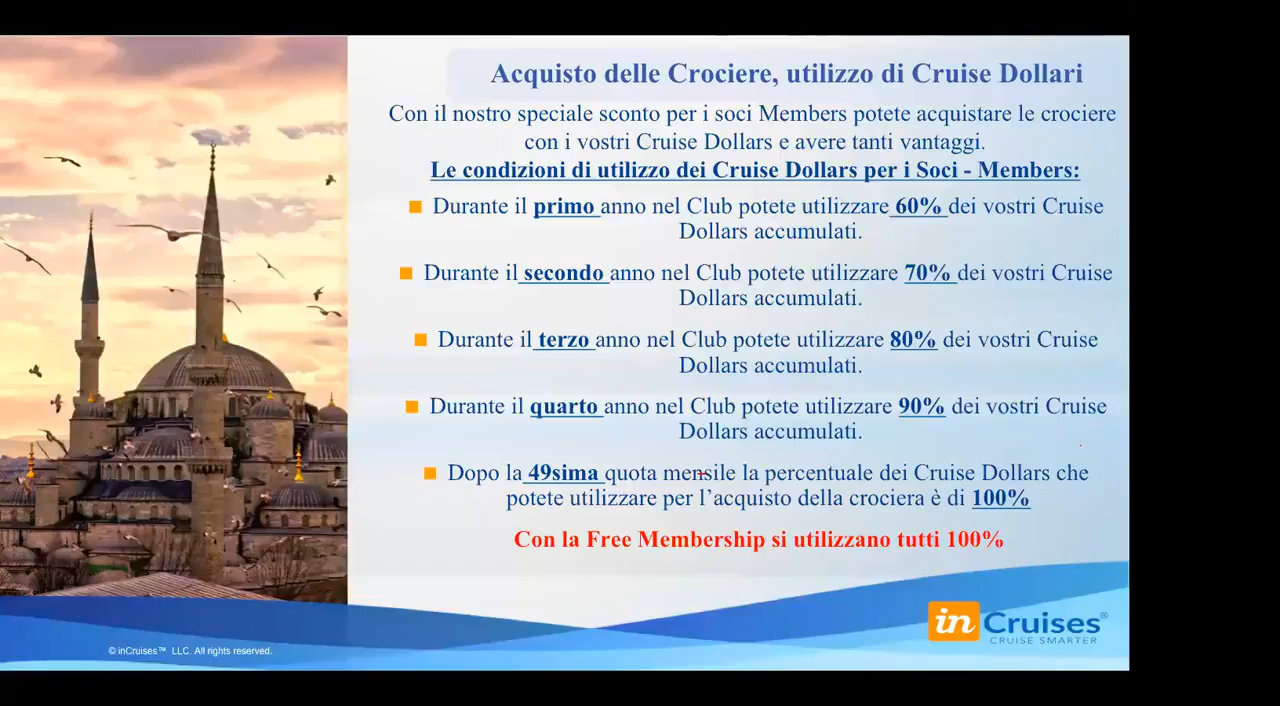 Acquisto delle Crociere, utilizzo di Cruise Dollari
Con il nostro speciale sconto per i soci Members potete acquistare le crociere
con i vostri Cruise Dollars e avere tanti vantaggi.
Le condizioni di utilizzo dei Cruise Dollars per i Soci - Members:
Durante il primo anno nel Club potete utilizzare 60% dei vostri Cruise
Dollars accumulati.
Durante il secondo anno nel Club potete utilizzare 70% dei vostri Cruise
Dollars accumulati.
Durante il terzo anno nel Club potete utilizzare 80% dei vostri Cruise
Dollars accumulati.
Durante il quarto anno nel Club potete utilizzare 90% dei vostri Cruise
Dollars accumulati.
Dopo la 49sima quota mensile la percentuale dei Cruise Dollars che
potete utilizzare per l’acquisto della crociera è di 100%
Con la Free Membership si utilizzano tutti 100%
in Cruises®
CRUISE SMARTER
© inCruises™ LLC. All rights reserved.